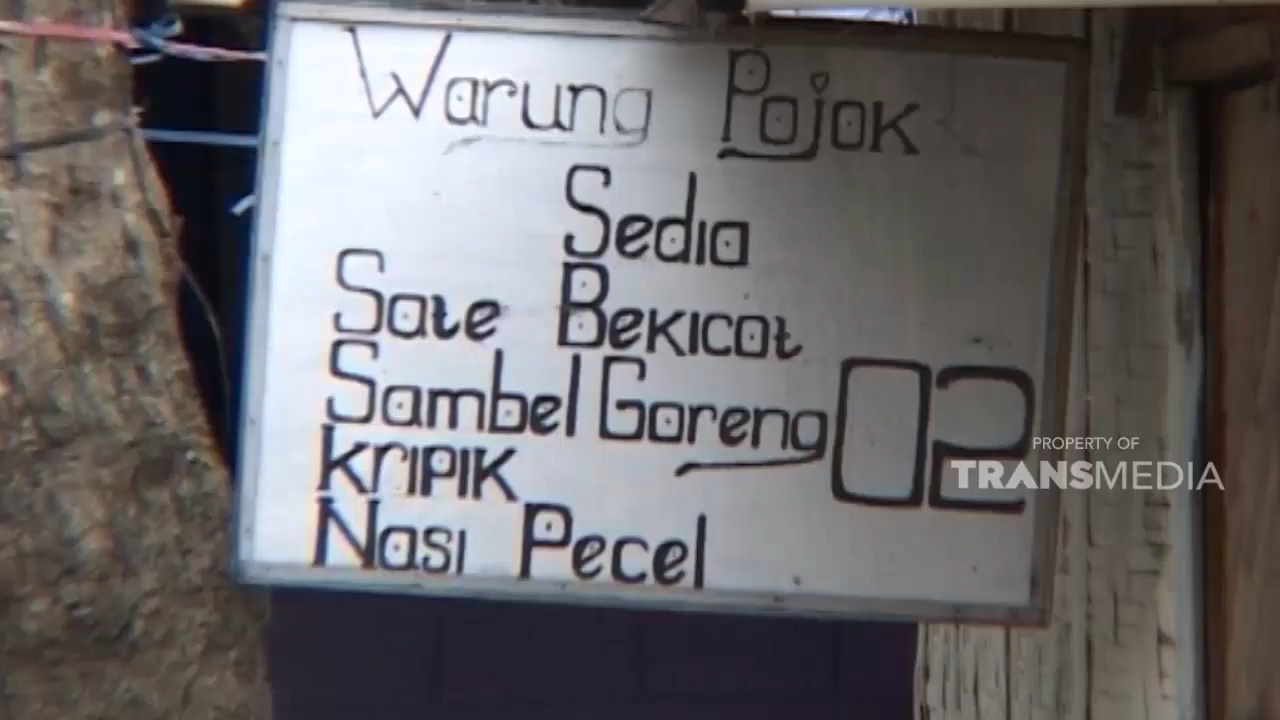 Warung Pojok
Sedia
Sate Bekicot
Sambel Goreng 02
Kripik
Nasi Pecel
PROPERTY OF
TRANSMEDIA